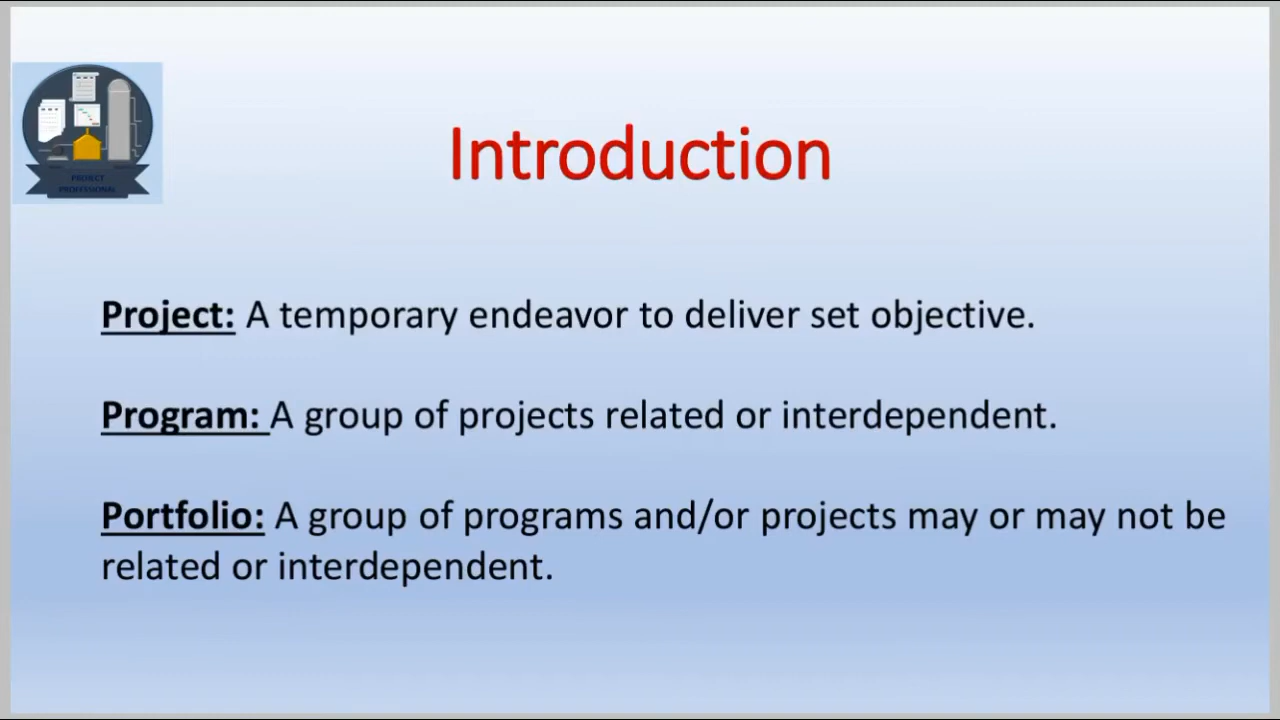 PROJECT
PROFESSIONAL
Introduction
Project: A temporary endeavor to deliver set objective.
Program: A group of projects related or interdependent.
Portfolio: A group of programs and/or projects may or may not be
related or interdependent.